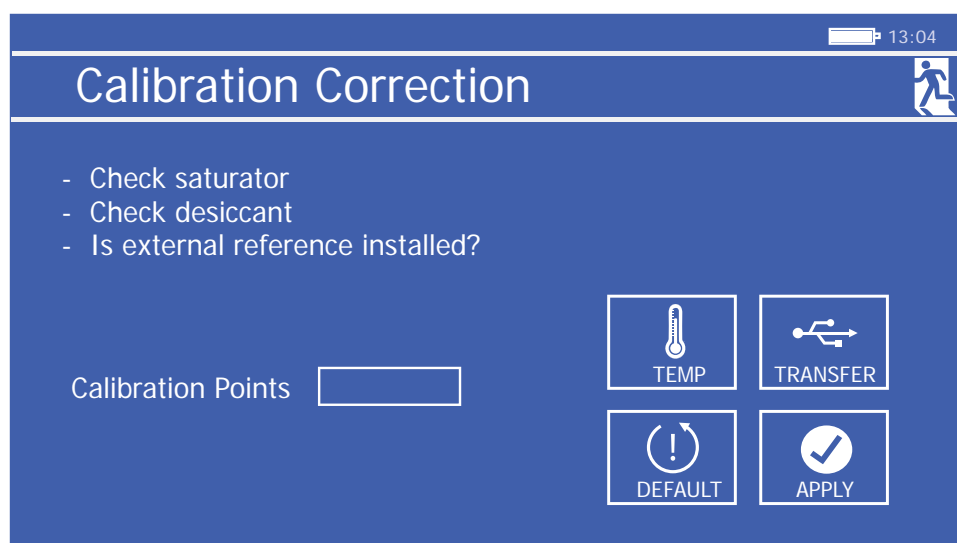 13:04
Calibration Correction
- Check saturator
- Check desiccant
- Is external reference installed?
TEMP
TRANSFER
Calibration Points
!
DEFAULT
APPLY